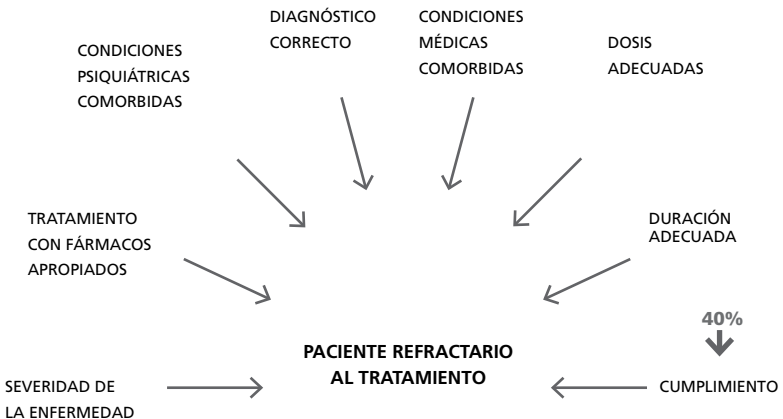 DIAGNÓSTICO
CORRECTO
CONDICIONES
MÉDICAS
COMORBIDAS
CONDICIONES
PSIQUIÁTRICAS
COMORBIDAS
DOSIS
ADECUADAS
TRATAMIENTO
CON FÁRMACOS
APROPIADOS
DURACIÓN
ADECUADA
40%
PACIENTE REFRACTARIO
AL TRATAMIENTO
SEVERIDAD DE
LA ENFERMEDAD
CUMPLIMIENTO